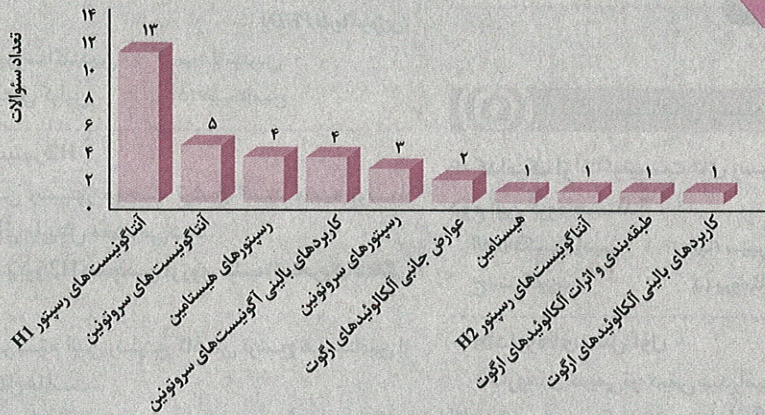 تعداد سئوالات
۱۴
۱۲
۱۰
۸
۶
۴
۲
۰
۱۳
۵
۴
۴
۳
۲
۱
۱
۱
۱
آنتاگونیست‌های رسپتور H1
آنتاگونیست‌های سروتونین
رسپتورهای هیستامین
کاربردهای بالینی آگونیست‌های سروتونین
رسپتورهای سروتونین
عوارض جانبی آلکالوئیدهای ارگوت
هیستامین
آنتاگونیست‌های رسپتور H2
طبقه‌بندی و اثرات آلکالوئیدهای ارگوت
کاربردهای بالینی آلکالوئیدهای ارگوت